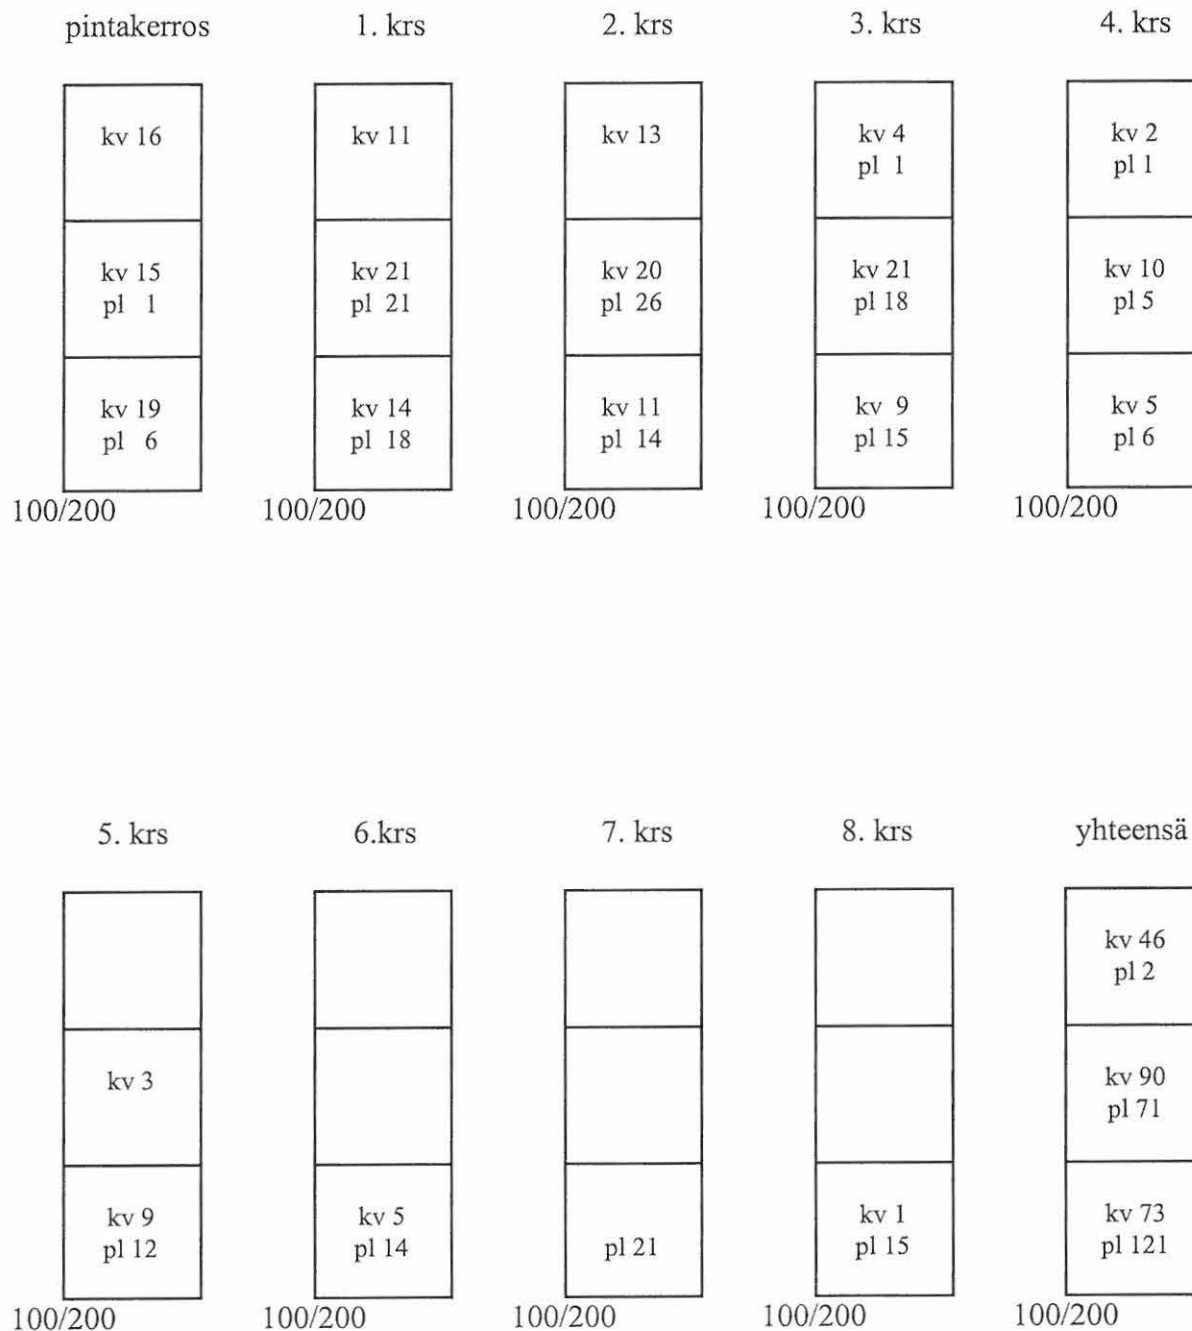 pintakerros 1. krs 2. krs 3. krs 4. krs
kv 16 kv 11 kv 13 kv 4 kv 2
pl 1 pl 1
kv 15 kv 21 kv 20 kv 21 kv 10
pl 1 pl 21 pl 26 pl 18 pl 5
kv 19 kv 14 kv 11 kv 9 kv 5
pl 6 pl 18 pl 14 pl 15 pl 6
100/200 100/200 100/200 100/200 100/200
5. krs 6.krs 7. krs 8. krs yhteensä
kv 46
pl 2
kv 3 kv 90
pl 71
kv 9 kv 5 kv 1 kv 73
pl 12 pl 14 pl 21 pl 15 pl 121
100/200 100/200 100/200 100/200 100/200